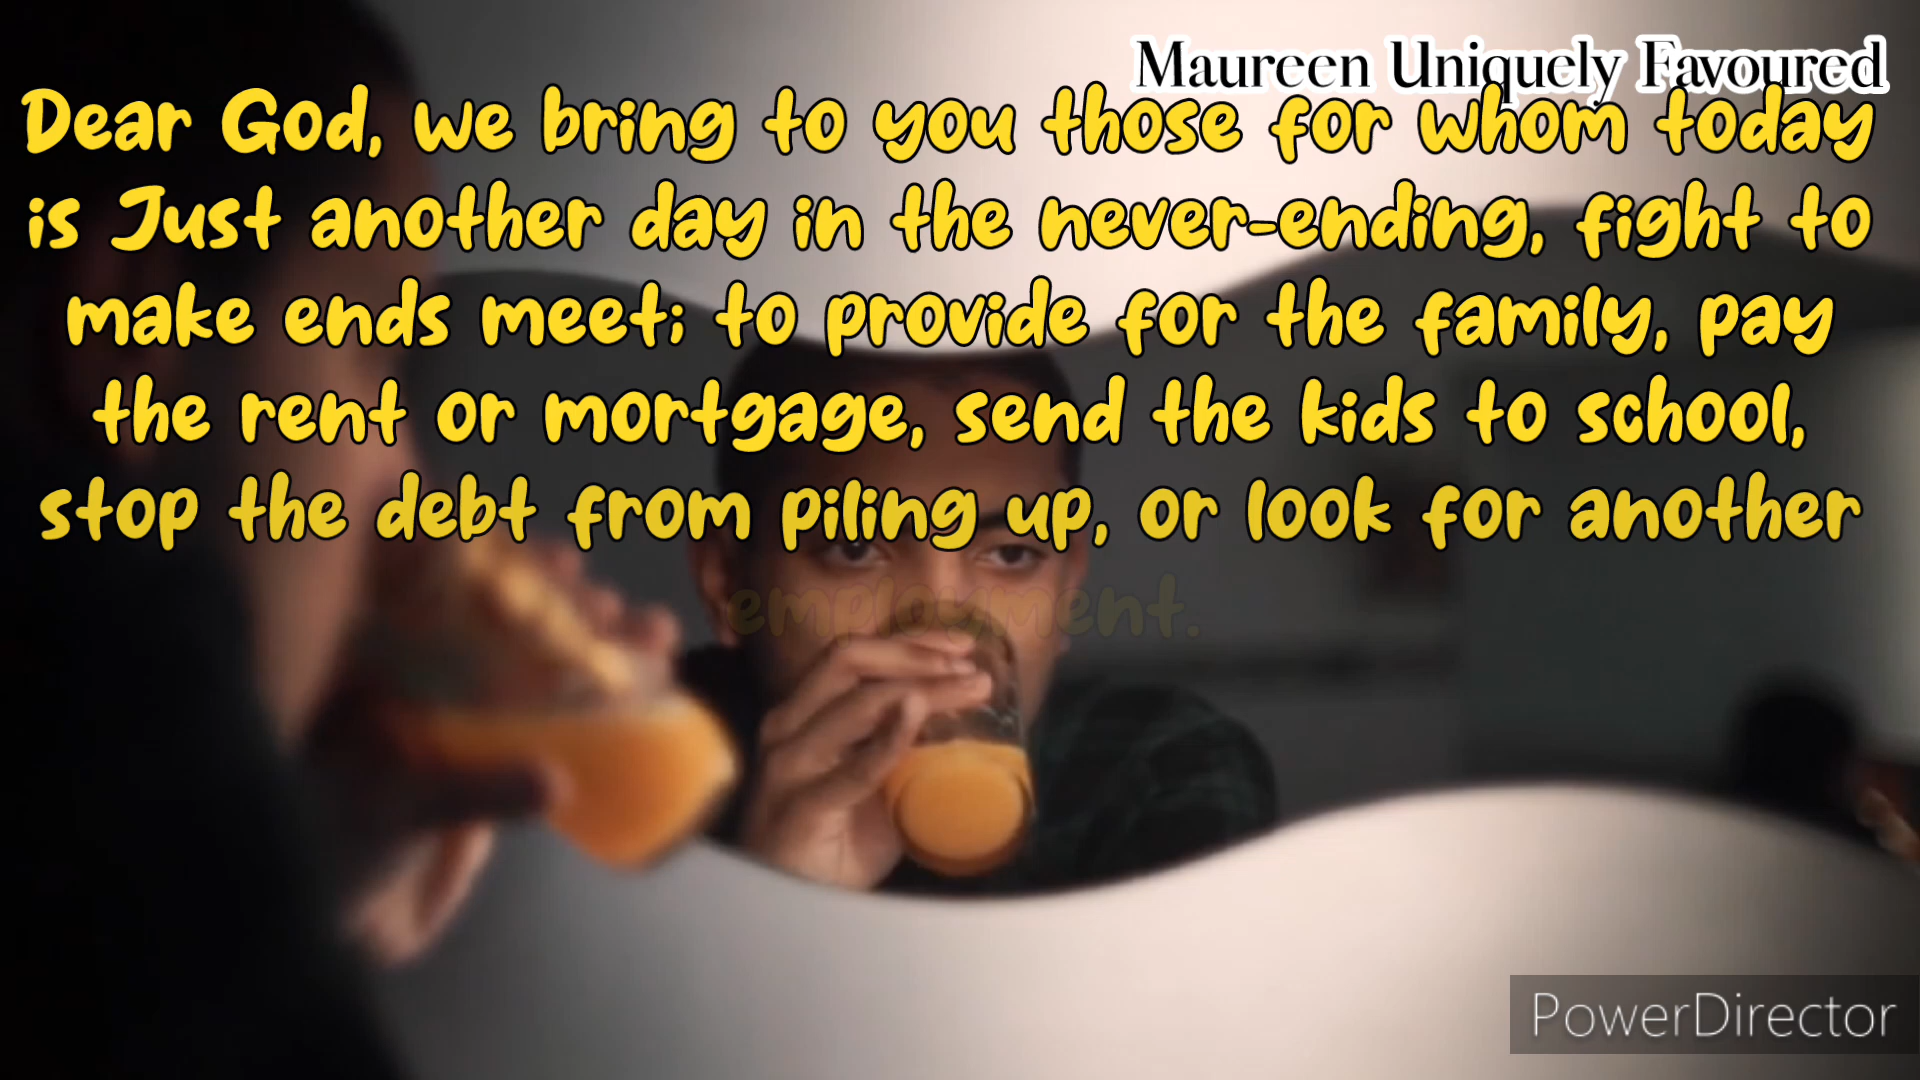 Maureen Uniquely Favoured
Dear God, we bring to you those for whom today
is Just another day in the never-ending, fight to
make ends meet; to provide for the family, pay
the rent or mortgage, send the kids to school,
stop the debt from piling up, or look for another
employment.
PowerDirector